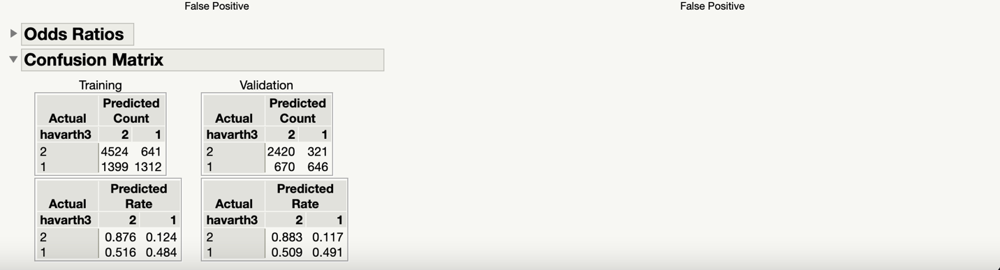 False Positive False Positive
Odds Ratios
Confusion Matrix
Training Validation
Predicted Predicted
Actual Count Actual Count
havarth3 2 1 havarth3 2 1
2 4524 641 2 2420 321
1 1399 1312 1 670 646
Predicted Predicted
Actual Rate Actual Rate
havarth3 2 1 havarth3 2 1
2 0.876 0.124 2 0.883 0.117
1 0.516 0.484 1 0.509 0.491